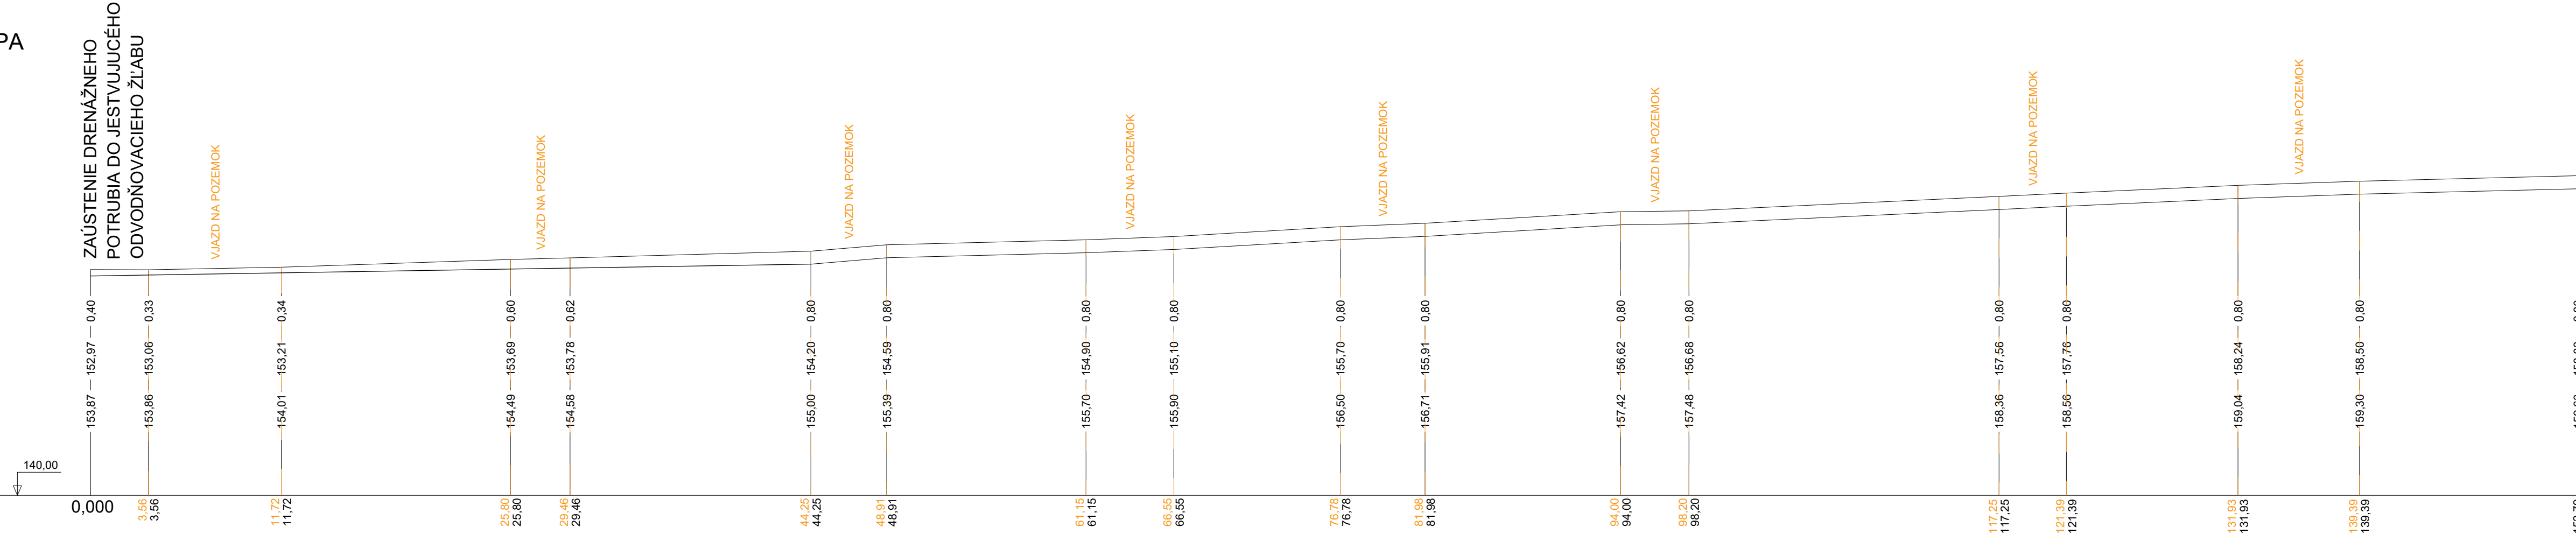 PA
ZAÚSTENIE DRENÁŽNEHO
POTRUBIA DO JESTVUJUCÉHO
ODVODŇOVACIEHO ŽĽABU
VJAZD NA POZEMOK
VJAZD NA POZEMOK
VJAZD NA POZEMOK
VJAZD NA POZEMOK
VJAZD NA POZEMOK
VJAZD NA POZEMOK
VJAZD NA POZEMOK
VJAZD NA POZEMOK
153,87 152,97 0,40
153,86 153,06 0,33
154,01 153,21 0,34
154,49 153,69 0,60
154,58 153,78 0,62
155,00 154,20 0,80
155,39 154,59 0,80
155,70 154,90 0,80
155,90 155,10 0,80
156,50 155,70 0,80
156,71 155,91 0,80
157,42 156,62 0,80
157,48 156,68 0,80
158,36 157,56 0,80
158,56 157,76 0,80
159,04 158,24 0,80
159,30 158,50 0,80
140,00
0,000
3,56
3,56
11,72
11,72
25,80
25,80
29,46
29,46
44,25
44,25
48,91
48,91
61,15
61,15
66,55
66,55
76,78
76,78
81,98
81,98
94,00
94,00
98,20
98,20
117,25
117,25
121,39
121,39
131,93
131,93
139,39
139,39